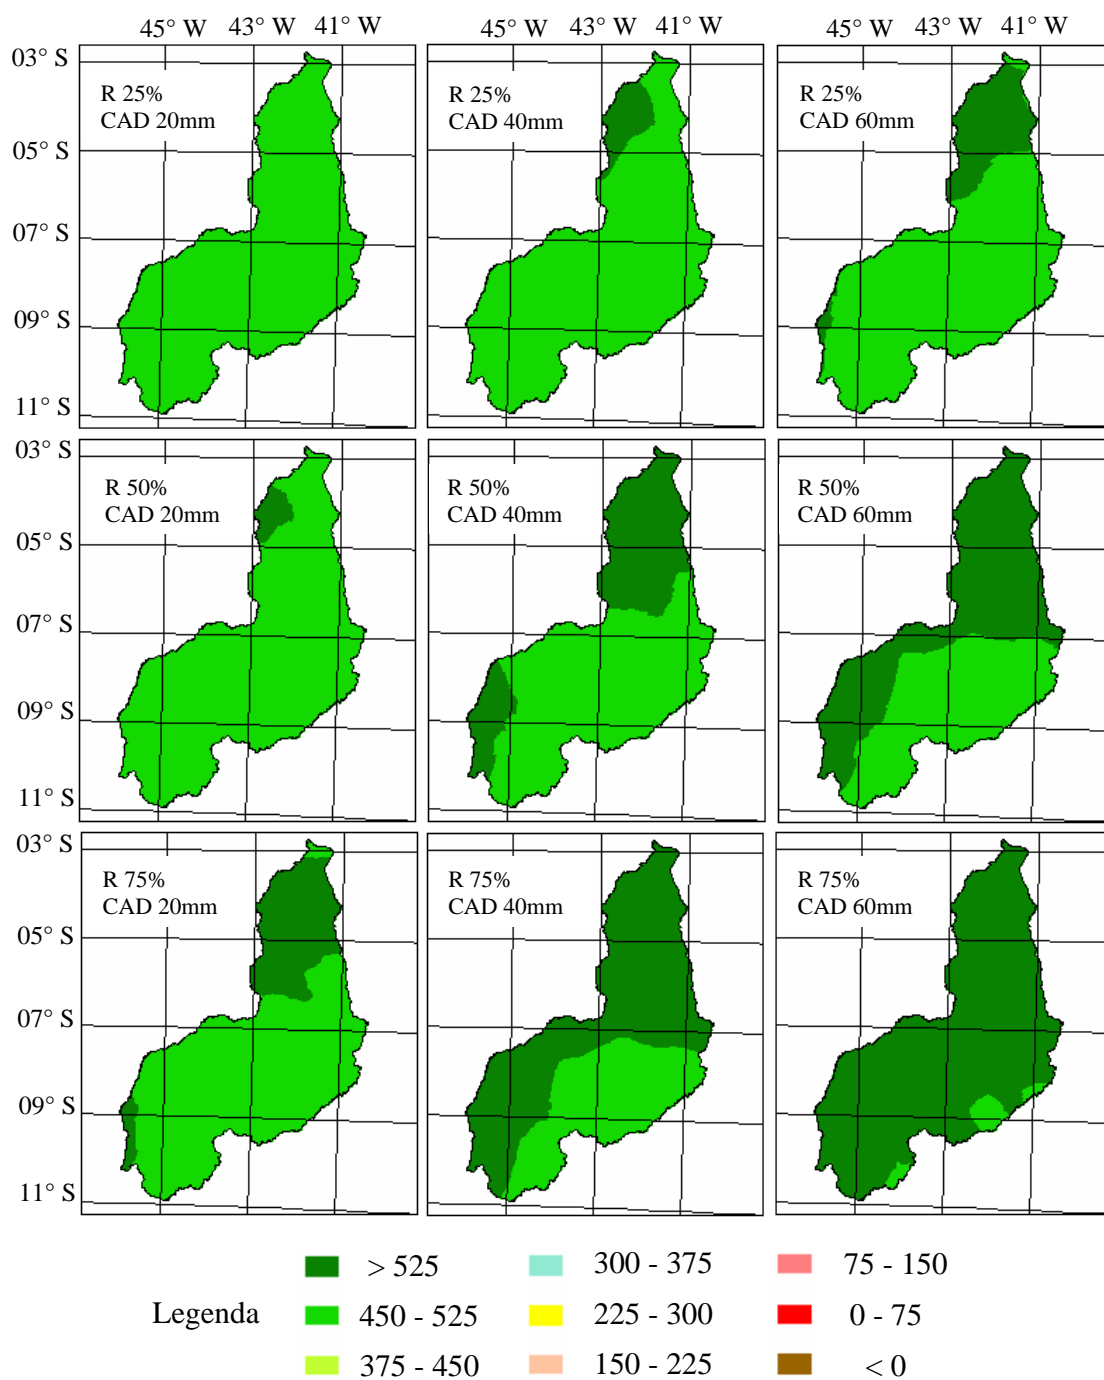 45° W 43° W 41° W 45° W 43° W 41° W 45° W 43° W 41° W
03° S
R 25%
CAD 20mm
R 25%
CAD 40mm
R 25%
CAD 60mm
05° S
07° S
09° S
11° S
03° S
R 50%
CAD 20mm
R 50%
CAD 40mm
R 50%
CAD 60mm
05° S
07° S
09° S
11° S
03° S
R 75%
CAD 20mm
R 75%
CAD 40mm
R 75%
CAD 60mm
05° S
07° S
09° S
11° S
> 525 300 - 375 75 - 150
Legenda 450 - 525 225 - 300 0 - 75
375 - 450 150 - 225 < 0